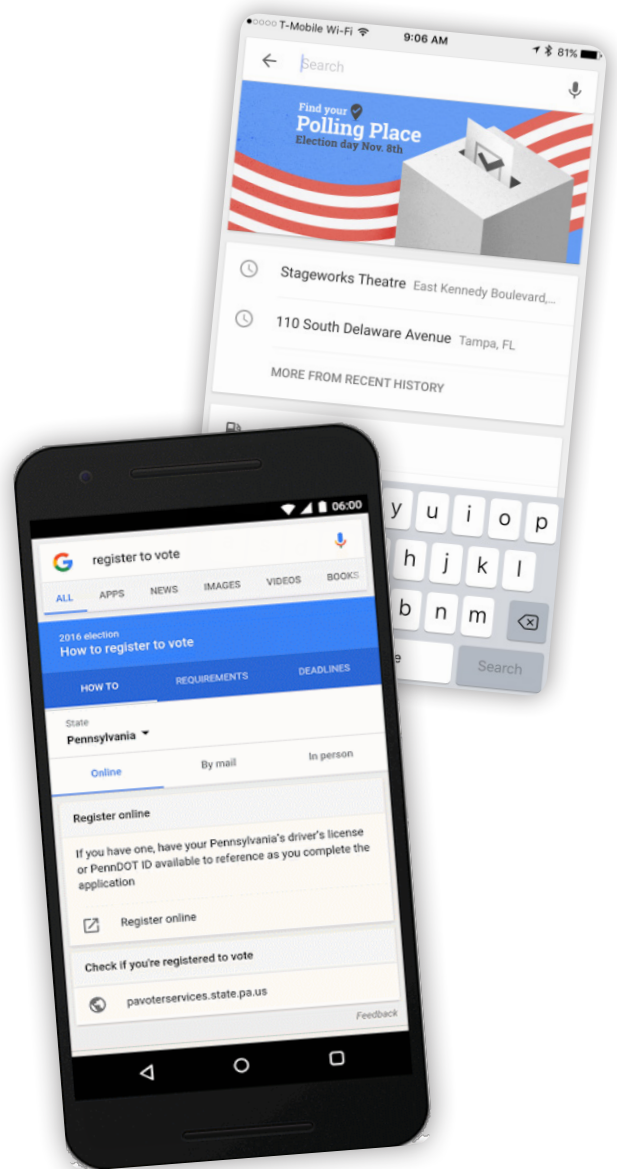 T-Mobile Wi-Fi 9:06 AM 81%
Search
Find your
Polling Place
Election day Nov. 8th
Stageworks Theatre East Kennedy Boulevard,...
110 South Delaware Avenue Tampa, FL
MORE FROM RECENT HISTORY
y u i o p
h j k l
b n m
Search
06:00
G register to vote
ALL APPS NEWS IMAGES VIDEOS BOOKS
2016 election
How to register to vote
HOW TO REQUIREMENTS DEADLINES
State
Pennsylvania
Online By mail In person
Register online
If you have one, have your Pennsylvania's driver's license
or PennDOT ID available to reference as you complete the
application
Register online
Check if you're registered to vote
pavoterservices.state.pa.us
Feedback